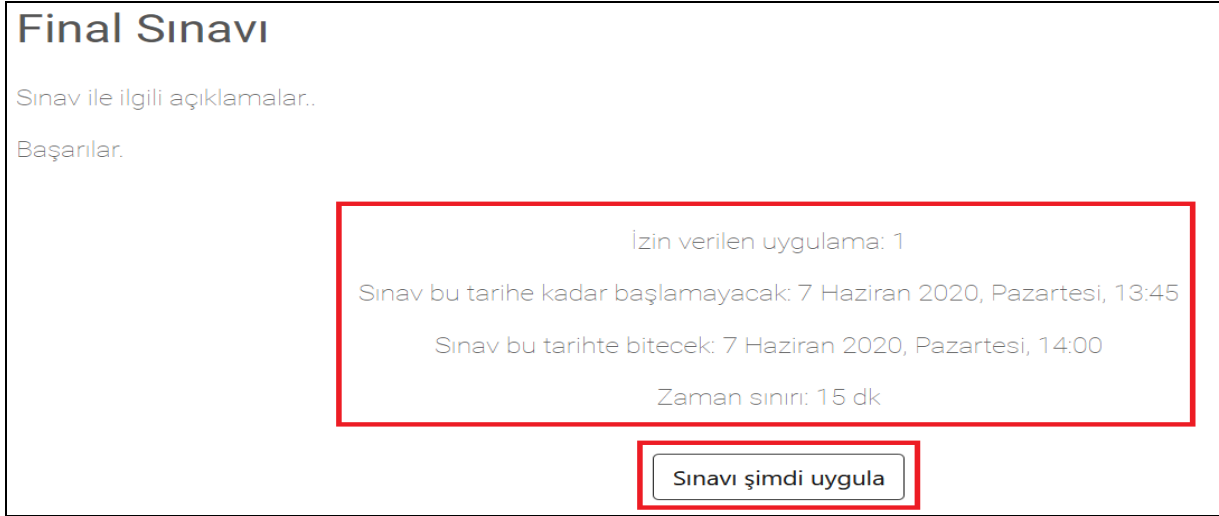 Final Sınavı
Sınav ile ilgili açıklamalar..
Başarılar.
İzin verilen uygulama: 1
Sınav bu tarihe kadar başlamayacak: 7 Haziran 2020, Pazartesi, 13:45
Sınav bu tarihte bitecek: 7 Haziran 2020, Pazartesi, 14:00
Zaman sınırı: 15 dk
Sınavı şimdi uygula